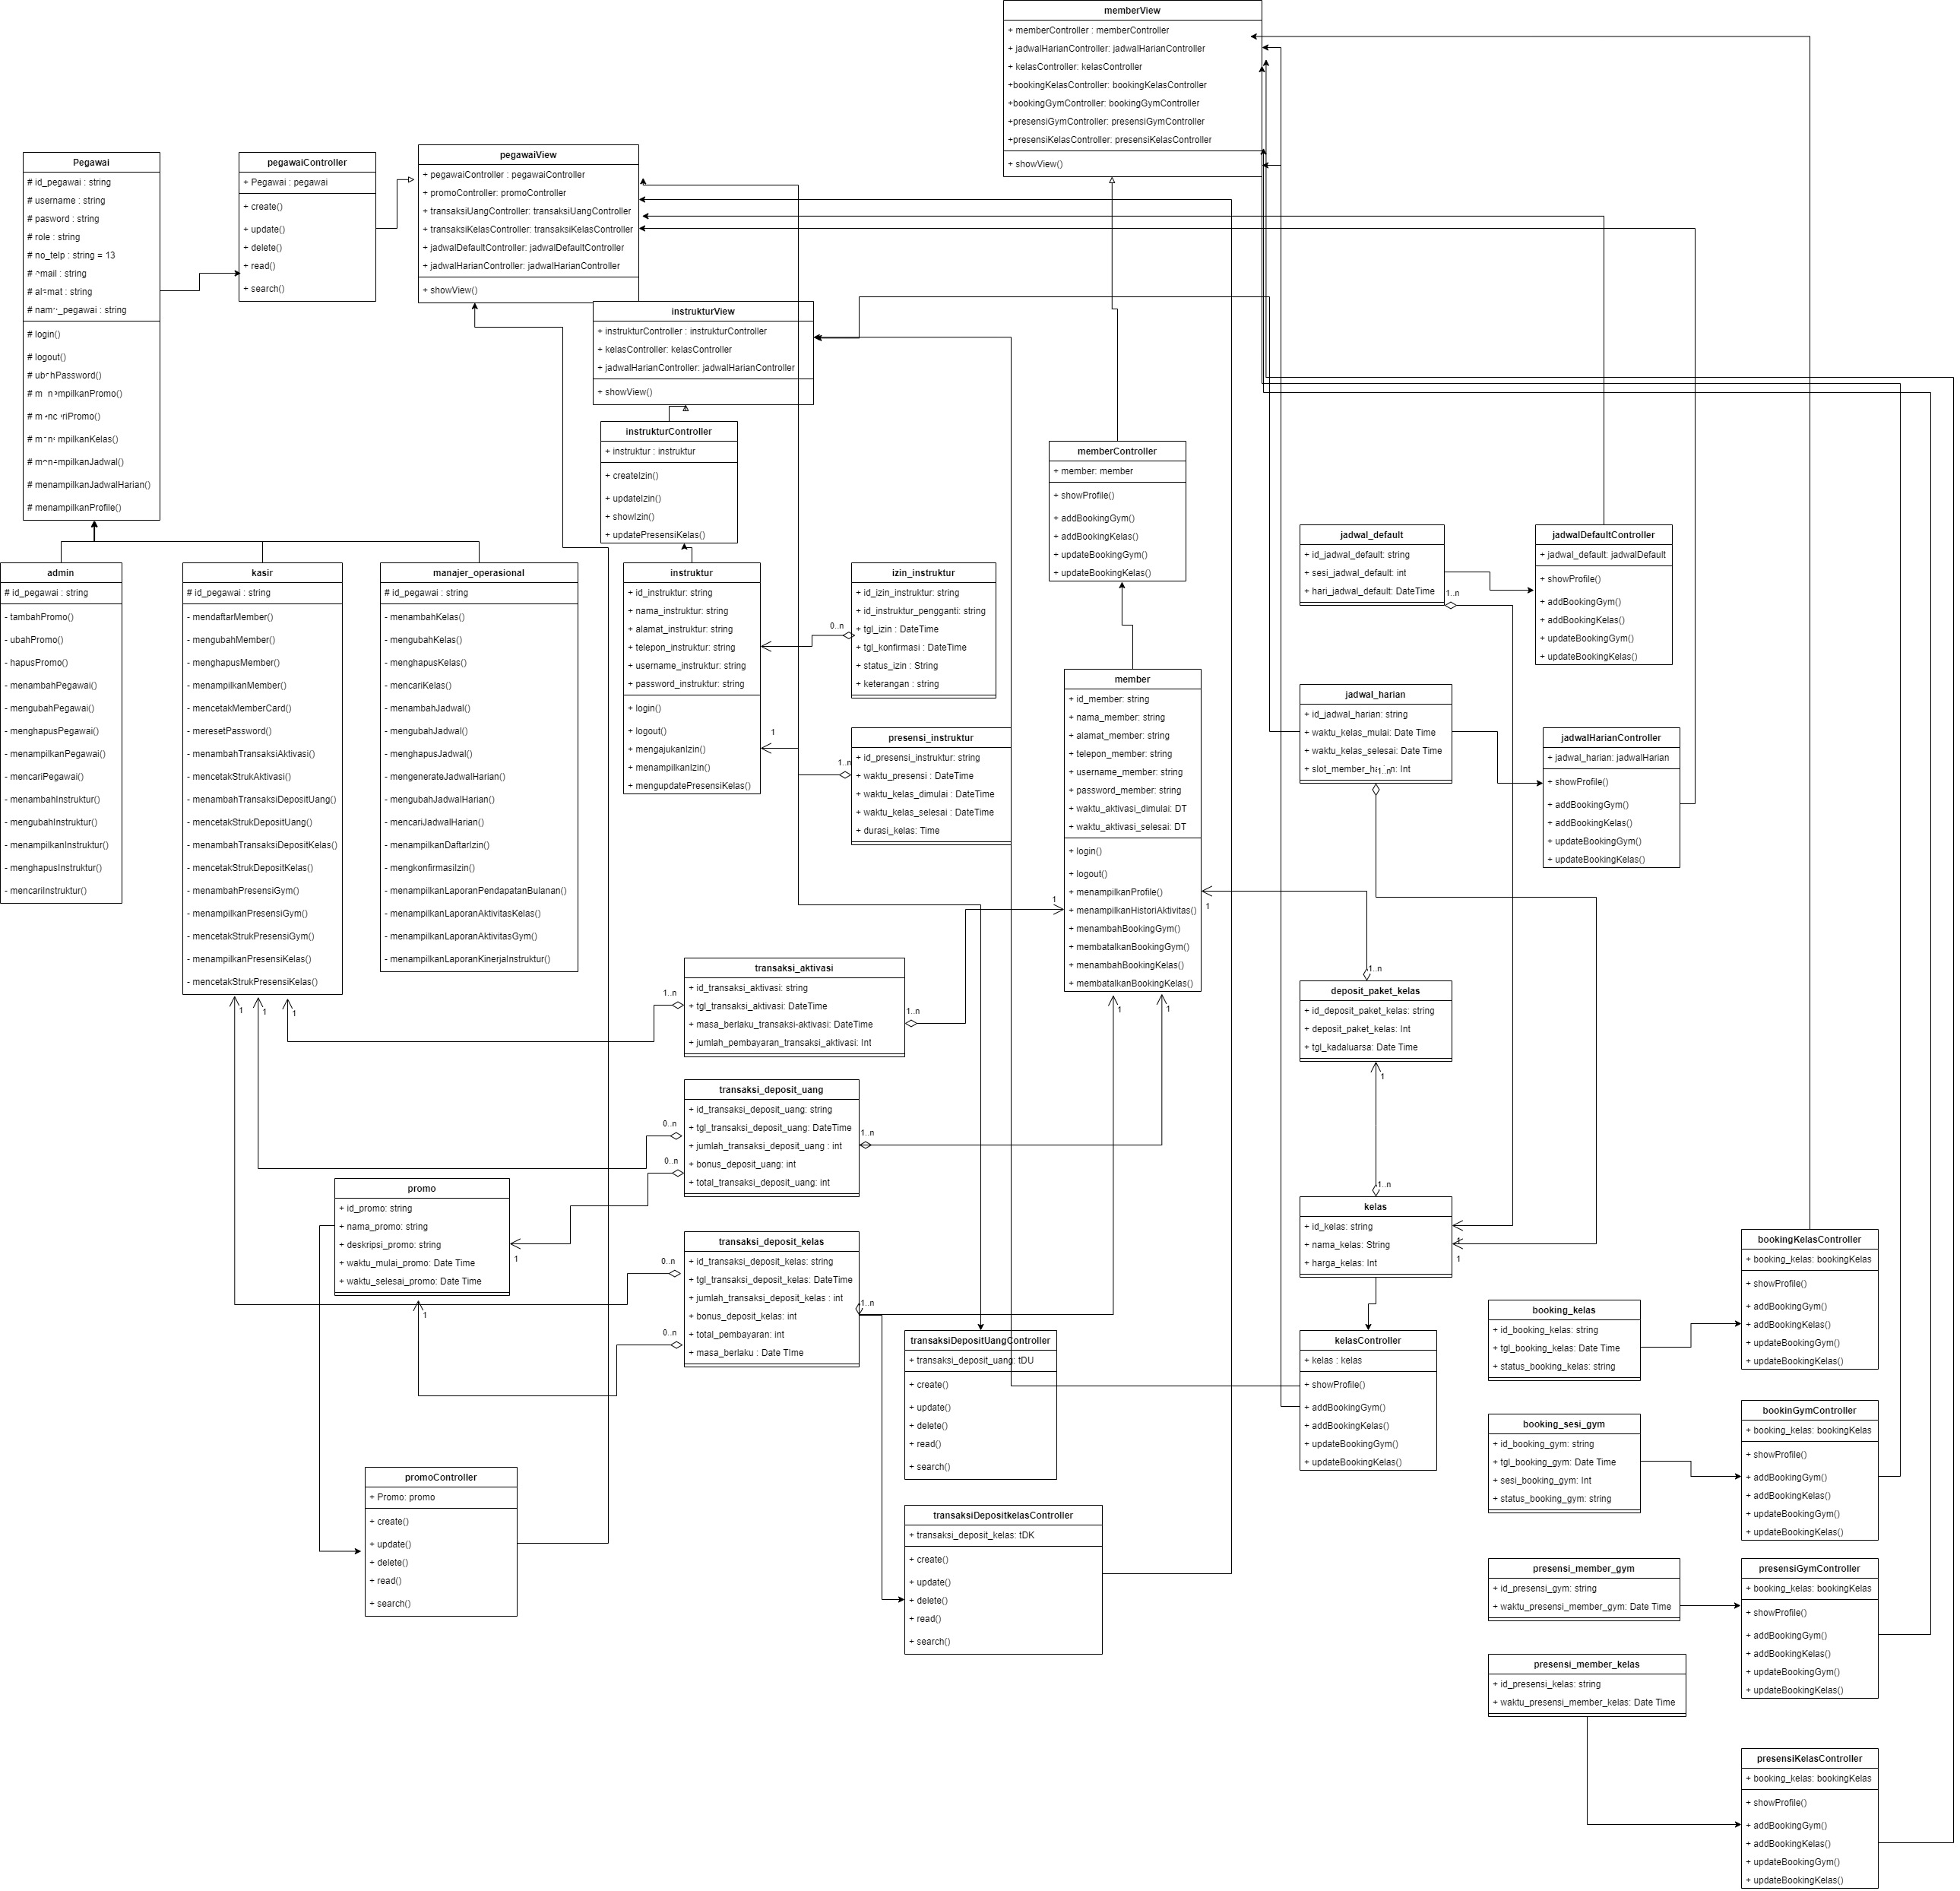 memberView
+ memberController : memberController
+ jadwalHarianController: jadwalHarianController
+ kelasController: kelasController
+bookingKelasController: bookingKelasController
+bookingGymController: bookingGymController
+presensiGymController: presensiGymController
+presensiKelasController: presensiKelasController
+ showView()
Pegawai
# id_pegawai : string
# username : string
# pasword : string
# role : string
# no_telp : string = 13
# email : string
# alamat : string
# nama_pegawai : string
# login()
# logout()
# ubahPassword()
# menampilkanPromo()
# mencariPromo()
# menampilkanKelas()
# menampilkanJadwal()
# menampilkanJadwalHarian()
# menampilkanProfile()
pegawaiController
+ Pegawai : pegawai
+ create()
+ update()
+ delete()
+ read()
+ search()
pegawaiView
+ pegawaiController : pegawaiController
+ promoController: promoController
+ transaksiUangController: transaksiUangController
+ transaksiKelasController: transaksiKelasController
+ jadwalDefaultController: jadwalDefaultController
+ jadwalHarianController: jadwalHarianController
+ showView()
instrukturView
+ instrukturController : instrukturController
+ kelasController: kelasController
+ jadwalHarianController: jadwalHarianController
+ showView()
instrukturController
+ instruktur : instruktur
+ createIzin()
+ updateIzin()
+ showIzin()
+ updatePresensiKelas()
memberController
+ member: member
+ showProfile()
+ addBookingGym()
+ addBookingKelas()
+ updateBookingGym()
+ updateBookingKelas()
jadwal_default
+ id_jadwal_default: string
+ sesi_jadwal_default: int
+ hari_jadwal_default: DateTime
1..n
jadwalDefaultController
+ jadwal_default: jadwalDefault
+ showProfile()
+ addBookingGym()
+ addBookingKelas()
+ updateBookingGym()
+ updateBookingKelas()
admin
# id_pegawai : string
- tambahPromo()
- ubahPromo()
- hapusPromo()
- menambahPegawai()
- mengubahPegawai()
- menghapusPegawai()
- menampilkanPegawai()
- mencariPegawai()
- menambahInstruktur()
- mengubahInstruktur()
- menampilkanInstruktur()
- menghapusInstruktur()
- mencariInstruktur()
kasir
# id_pegawai : string
- mendaftarMember()
- mengubahMember()
- menghapusMember()
- menampilkanMember()
- mencetakMemberCard()
- meresetPassword()
- menambahTransaksiAktivasi()
- mencetakStrukAktivasi()
- menambahTransaksiDepositUang()
- mencetakStrukDepositUang()
- menambahTransaksiDepositKelas()
- mencetakStrukDepositKelas()
- menambahPresensiGym()
- menampilkanPresensiGym()
- mencetakStrukPresensiGym()
- menampilkanPresensiKelas()
- mencetakStrukPresensiKelas()
1
1
1
manajer_operasional
# id_pegawai : string
- menambahKelas()
- mengubahKelas()
- menghapusKelas()
- mencariKelas()
- menambahJadwal()
- mengubahJadwal()
- menghapusJadwal()
- mengenerateJadwalHarian()
- mengubahJadwalHarian()
- mencariJadwalHarian()
- menampilkanDaftarIzin()
- mengkonfirmasiIzin()
- menampilkanLaporanPendapatanBulanan()
- menampilkanLaporanAktivitasKelas()
- menampilkanLaporanAktivitasGym()
- menampilkanLaporanKinerjaInstruktur()
instruktur
+ id_instruktur: string
+ nama_instruktur: string
+ alamat_instruktur: string
+ telepon_instruktur: string
+ username_instruktur: string
+ password_instruktur: string
+ login()
+ logout()
+ mengajukanIzin()
+ menampilkanIzin()
+ mengupdatePresensiKelas()
1
izin_instruktur
+ id_izin_instruktur: string
+ id_instruktur_pengganti: string
+ tgl_izin : DateTime
+ tgl_konfirmasi : DateTime
+ status_izin : String
+ keterangan : string
0..n
presensi_instruktur
+ id_presensi_instruktur: string
+ waktu_presensi : DateTime
+ waktu_kelas_dimulai : DateTime
+ waktu_kelas_selesai : DateTime
+ durasi_kelas: Time
1..n
member
+ id_member: string
+ nama_member: string
+ alamat_member: string
+ telepon_member: string
+ username_member: string
+ password_member: string
+ waktu_aktivasi_dimulai: DT
+ waktu_aktivasi_selesai: DT
+ login()
+ logout()
+ menampilkanProfile()
+ menampilkanHistoriAktivitas()
+ menambahBookingGym()
+ membatalkanBookingGym()
+ menambahBookingKelas()
+ membatalkanBookingKelas()
1
1
1
1
jadwal_harian
+ id_jadwal_harian: string
+ waktu_kelas_mulai: Date Time
+ waktu_kelas_selesai: Date Time
+ slot_member_harian: Int
1..n
jadwalHarianController
+ jadwal_harian: jadwalHarian
+ showProfile()
+ addBookingGym()
+ addBookingKelas()
+ updateBookingGym()
+ updateBookingKelas()
transaksi_aktivasi
+ id_transaksi_aktivasi: string
+ tgl_transaksi_aktivasi: DateTime
+ masa_berlaku_transaksi-aktivasi: DateTime
+ jumlah_pembayaran_transaksi_aktivasi: Int
1..n
1..n
deposit_paket_kelas
+ id_deposit_paket_kelas: string
+ deposit_paket_kelas: Int
+ tgl_kadaluarsa: Date Time
1..n
1
transaksi_deposit_uang
+ id_transaksi_deposit_uang: string
+ tgl_transaksi_deposit_uang: DateTime
+ jumlah_transaksi_deposit_uang : int
+ bonus_deposit_uang: int
+ total_transaksi_deposit_uang: int
0..n
0..n
1..n
promo
+ id_promo: string
+ nama_promo: string
+ deskripsi_promo: string
+ waktu_mulai_promo: Date Time
+ waktu_selesai_promo: Date Time
1
1
transaksi_deposit_kelas
+ id_transaksi_deposit_kelas: string
+ tgl_transaksi_deposit_kelas: DateTime
+ jumlah_transaksi_deposit_kelas : int
+ bonus_deposit_kelas: int
+ total_pembayaran: int
+ masa_berlaku : Date TIme
0..n
0..n
1..n
kelas
+ id_kelas: string
+ nama_kelas: String
+ harga_kelas: Int
1..n
1
1
transaksiDepositUangController
+ transaksi_deposit_uang: tDU
+ create()
+ update()
+ delete()
+ read()
+ search()
kelasController
+ kelas : kelas
+ showProfile()
+ addBookingGym()
+ addBookingKelas()
+ updateBookingGym()
+ updateBookingKelas()
booking_kelas
+ id_booking_kelas: string
+ tgl_booking_kelas: Date Time
+ status_booking_kelas: string
bookingKelasController
+ booking_kelas: bookingKelas
+ showProfile()
+ addBookingGym()
+ addBookingKelas()
+ updateBookingGym()
+ updateBookingKelas()
booking_sesi_gym
+ id_booking_gym: string
+ tgl_booking_gym: Date Time
+ sesi_booking_gym: Int
+ status_booking_gym: string
bookinGymController
+ booking_kelas: bookingKelas
+ showProfile()
+ addBookingGym()
+ addBookingKelas()
+ updateBookingGym()
+ updateBookingKelas()
promoController
+ Promo: promo
+ create()
+ update()
+ delete()
+ read()
+ search()
transaksiDepositkelasController
+ transaksi_deposit_kelas: tDK
+ create()
+ update()
+ delete()
+ read()
+ search()
presensi_member_gym
+ id_presensi_gym: string
+ waktu_presensi_member_gym: Date Time
presensiGymController
+ booking_kelas: bookingKelas
+ showProfile()
+ addBookingGym()
+ addBookingKelas()
+ updateBookingGym()
+ updateBookingKelas()
presensi_member_kelas
+ id_presensi_kelas: string
+ waktu_presensi_member_kelas: Date Time
presensiKelasController
+ booking_kelas: bookingKelas
+ showProfile()
+ addBookingGym()
+ addBookingKelas()
+ updateBookingGym()
+ updateBookingKelas()